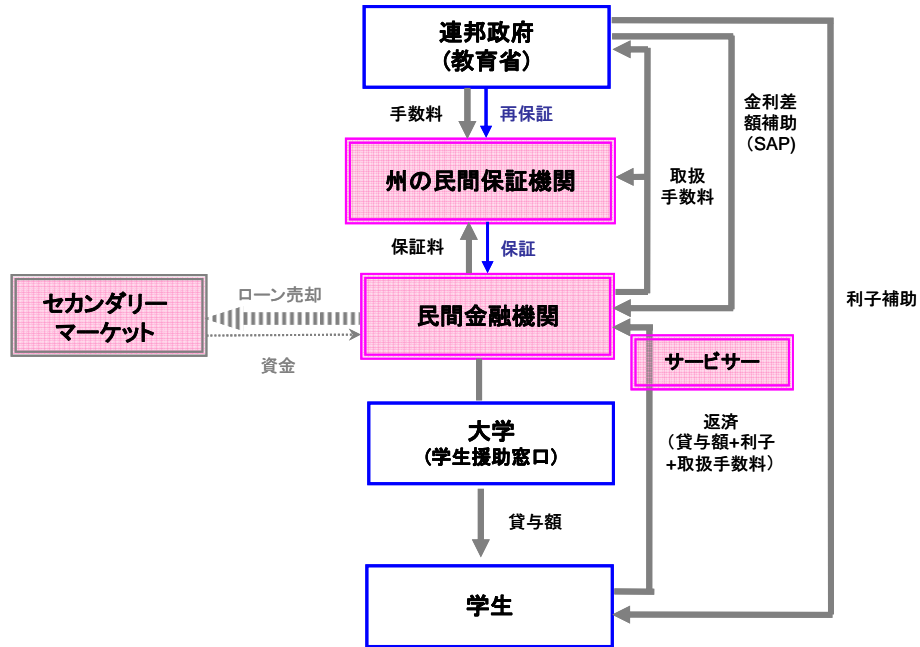 連邦政府
(教育省)
手数料
再保証
金利差
額補助
(SAP)
州の民間保証機関
取扱
手数料
保証料
保証
セカンダリー
マーケット
ローン売却
資金
民間金融機関
利子補助
サービサー
大学
(学生援助窓口)
返済
(貸与額+利子
+取扱手数料)
貸与額
学生